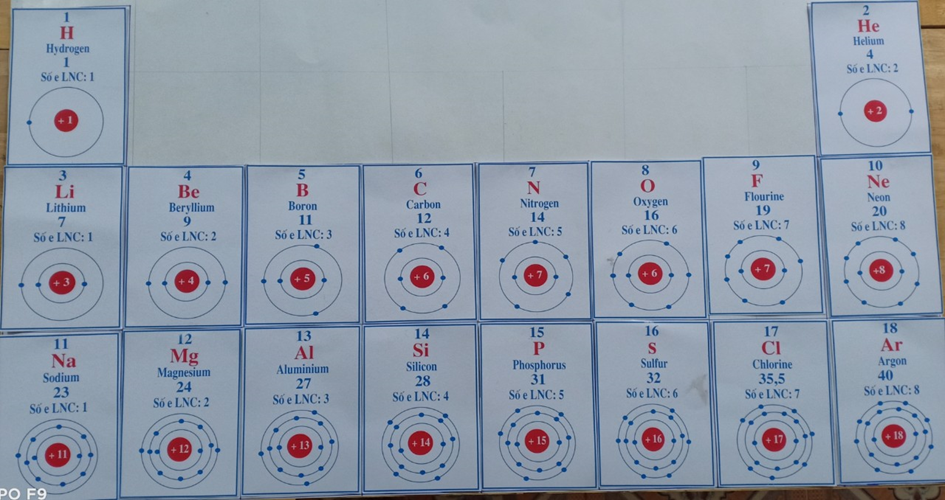 1
H
Hydrogen
1
Số e LNC: 1
+ 1
2
He
Helium
4
Số e LNC: 2
+ 2
3
Li
Lithium
7
Số e LNC: 1
+ 3
4
Be
Beryllium
9
Số e LNC: 2
+ 4
5
B
Boron
11
Số e LNC: 3
+ 5
6
C
Carbon
12
Số e LNC: 4
+ 6
7
N
Nitrogen
14
Số e LNC: 5
+ 7
8
O
Oxygen
16
Số e LNC: 6
+ 6
9
F
Flourine
19
Số e LNC: 7
+ 7
10
Ne
Neon
20
Số e LNC: 8
+8
11
Na
Sodium
23
Số e LNC: 1
+ 11
12
Mg
Magnesium
24
Số e LNC: 2
+ 12
13
Al
Aluminium
27
Số e LNC: 3
+ 13
14
Si
Silicon
28
Số e LNC: 4
+ 14
15
P
Phosphorus
31
Số e LNC: 5
+ 15
16
S
Sulfur
32
Số e LNC: 6
+ 16
17
Cl
Chlorine
35,5
Số e LNC: 7
+ 17
18
Ar
Argon
40
Số e LNC: 8
+ 18
PO F9